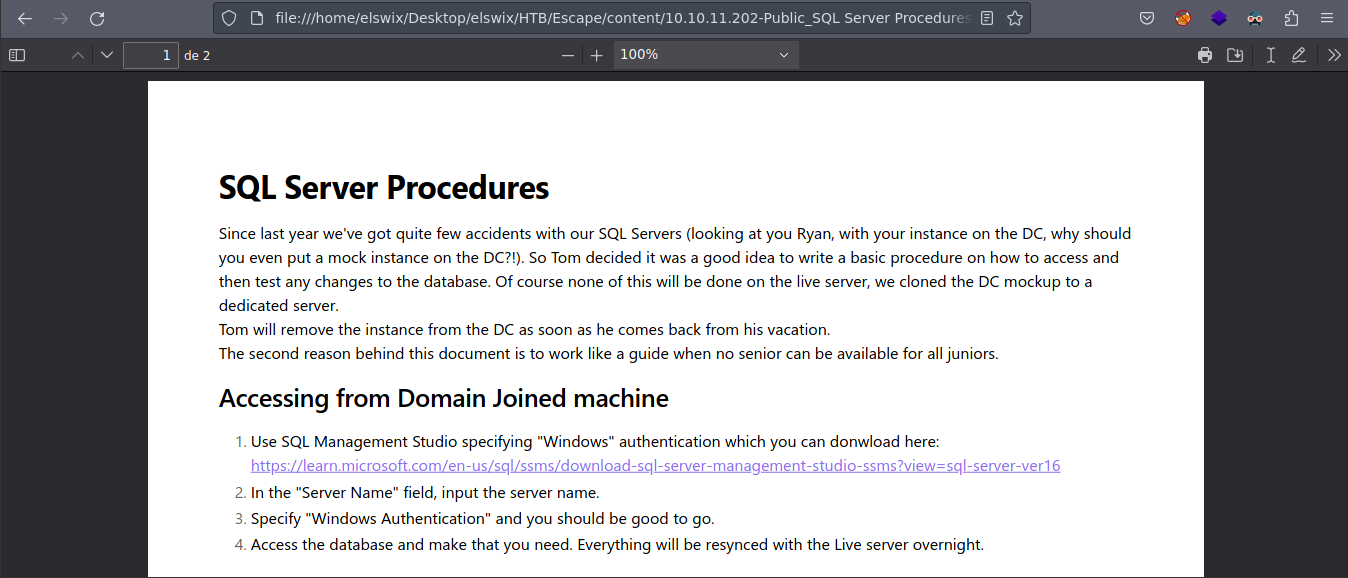 file:///home/elswix/Desktop/elswix/HTB/Escape/content/10.10.11.202-Public_SQL Server Procedures
1 de 2
100%
SQL Server Procedures
Since last year we've got quite few accidents with our SQL Servers (looking at you Ryan, with your instance on the DC, why should
you even put a mock instance on the DC?!). So Tom decided it was a good idea to write a basic procedure on how to access and
then test any changes to the database. Of course none of this will be done on the live server, we cloned the DC mockup to a
dedicated server.
Tom will remove the instance from the DC as soon as he comes back from his vacation.
The second reason behind this document is to work like a guide when no senior can be available for all juniors.
Accessing from Domain Joined machine
1. Use SQL Management Studio specifying "Windows" authentication which you can donwload here:
https://learn.microsoft.com/en-us/sql/ssms/download-sql-server-management-studio-ssms?view=sql-server-ver16
2. In the "Server Name" field, input the server name.
3. Specify "Windows Authentication" and you should be good to go.
4. Access the database and make that you need. Everything will be resynced with the Live server overnight.